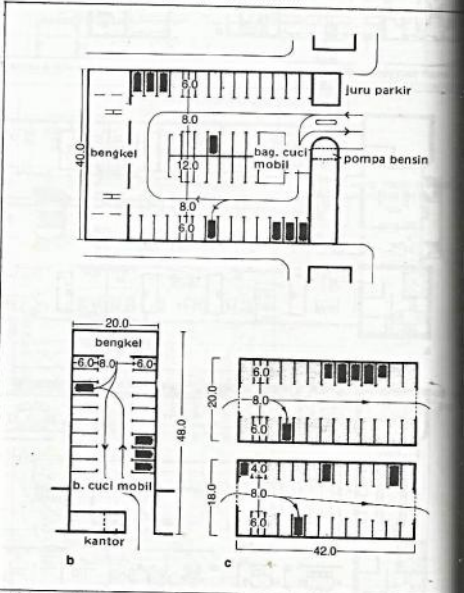 6.0
juru parkir
8.0
40.0
bengkel
bag. cuci
mobil
12.0
pompa bensin
8.0
6.0
20.0
bengkel
6.0 8.0 6.0
48.0
b. cuci mobil
kantor
b
6.0
20.0
8.0
6.0
4.0
18.0
8.0
6.0
42.0
c